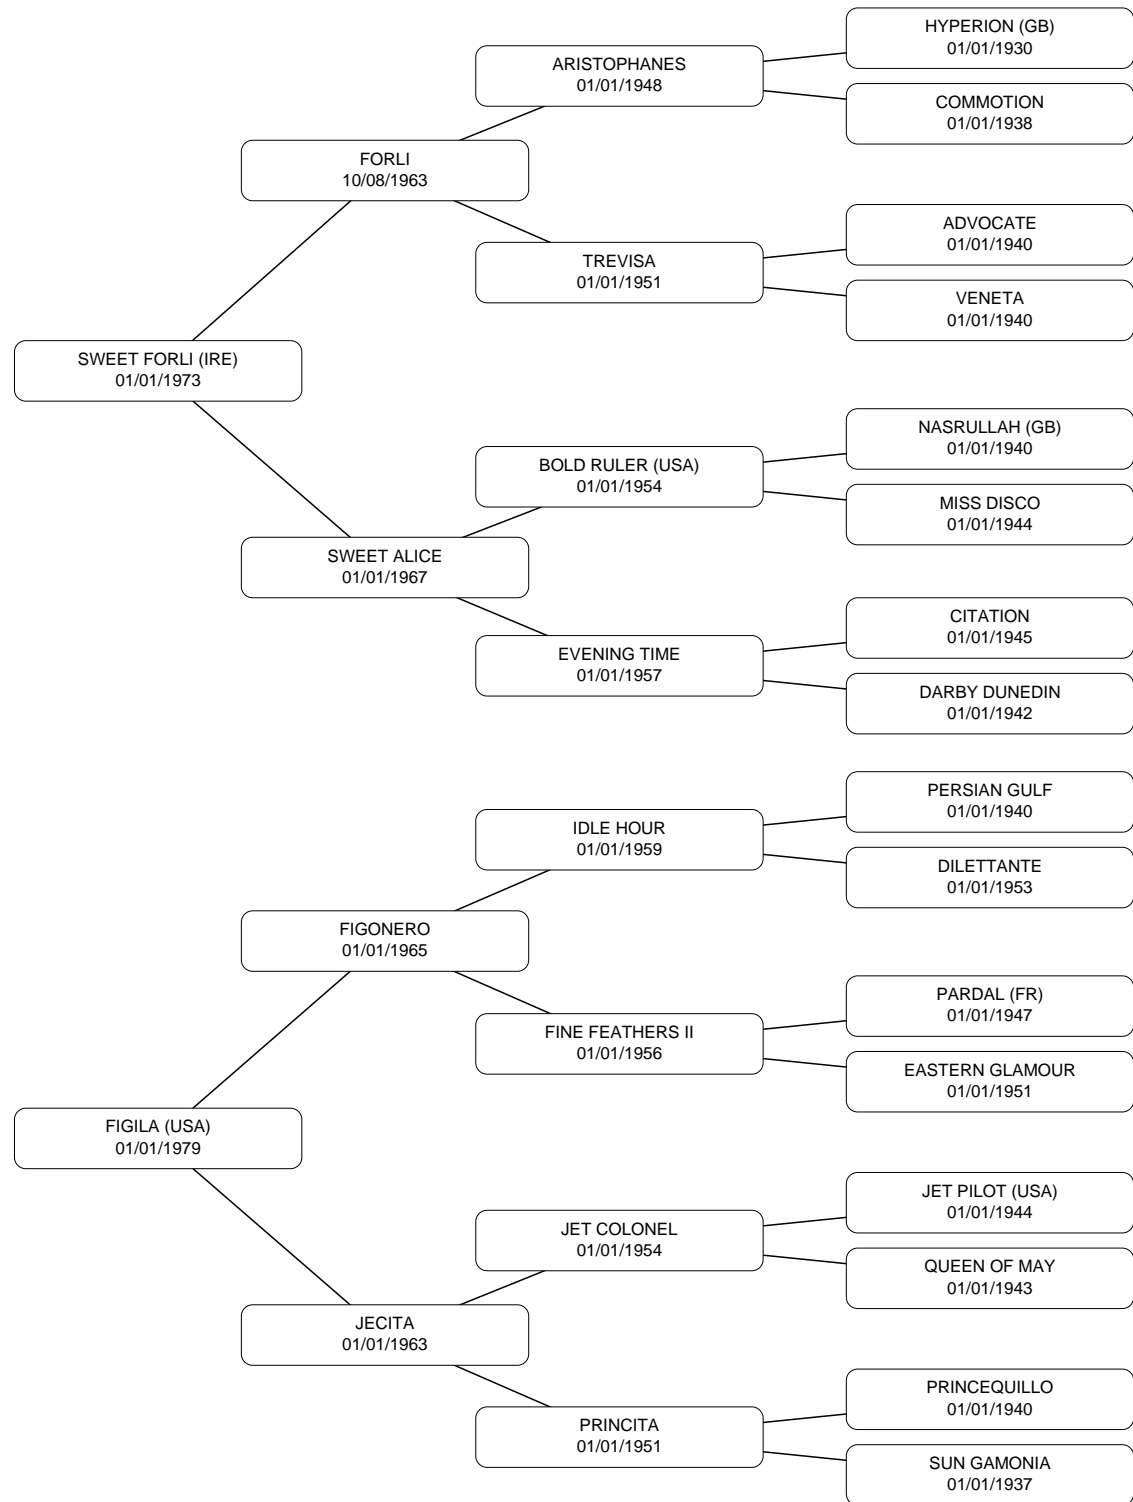 HYPERION (GB)
01/01/1930
ARISTOPHANES
01/01/1948
COMMOTION
01/01/1938
FORLI
10/08/1963
ADVOCATE
01/01/1940
TREVISA
01/01/1951
VENETA
01/01/1940
SWEET FORLI (IRE)
01/01/1973
NASRULLAH (GB)
01/01/1940
BOLD RULER (USA)
01/01/1954
MISS DISCO
01/01/1944
SWEET ALICE
01/01/1967
CITATION
01/01/1945
EVENING TIME
01/01/1957
DARBY DUNEDIN
01/01/1942
PERSIAN GULF
01/01/1940
IDLE HOUR
01/01/1959
DILETTANTE
01/01/1953
FIGONERO
01/01/1965
PARDAL (FR)
01/01/1947
FINE FEATHERS II
01/01/1956
EASTERN GLAMOUR
01/01/1951
FIGILA (USA)
01/01/1979
JET PILOT (USA)
01/01/1944
JET COLONEL
01/01/1954
QUEEN OF MAY
01/01/1943
JECITA
01/01/1963
PRINCEQUILLO
01/01/1940
PRINCITA
01/01/1951
SUN GAMONIA
01/01/1937